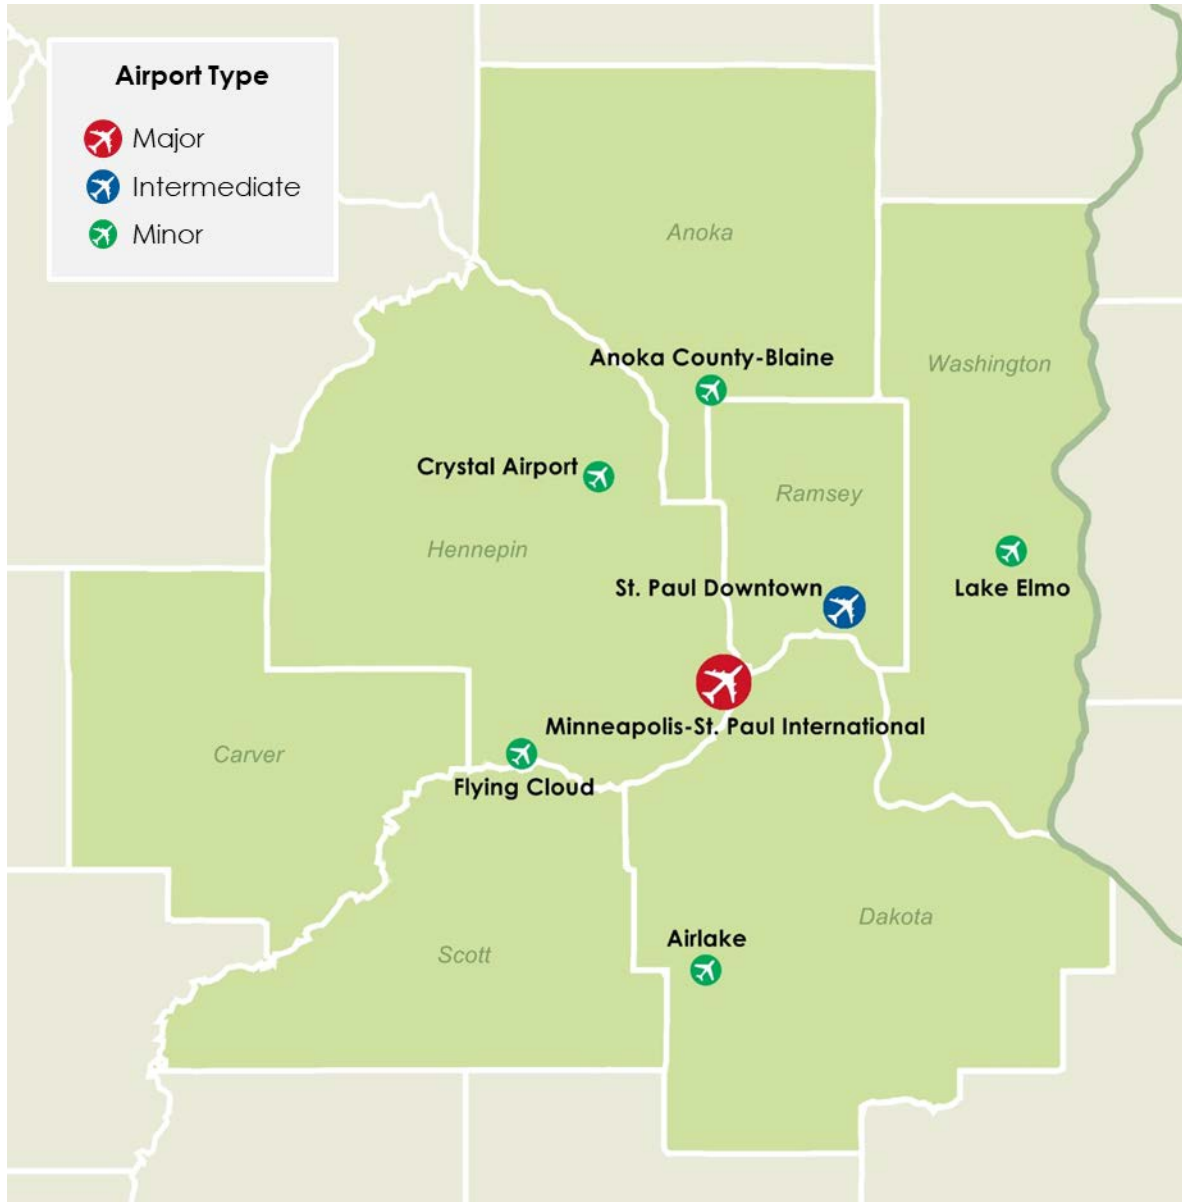 Airport Type
Major
Intermediate
Minor
Anoka
Anoka County-Blaine
Washington
Crystal Airport
Ramsey
Hennepin
St. Paul Downtown
Lake Elmo
Minneapolis-St. Paul International
Carver
Flying Cloud
Dakota
Airlake
Scott